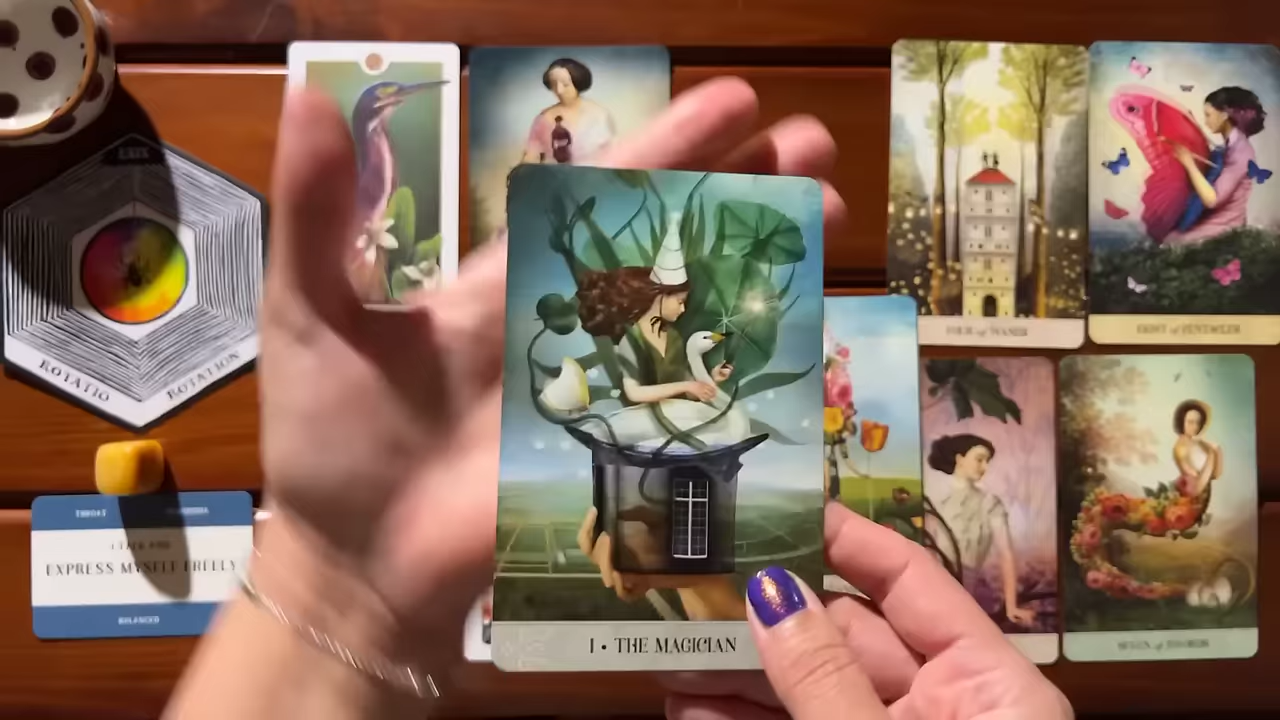 ROTATIO
ROTATION
THROAT
EXPRESS MYSELF FREELY
BALANCED
I • THE MAGICIAN
FOUR of WANDS
EIGHT of PENTACLES